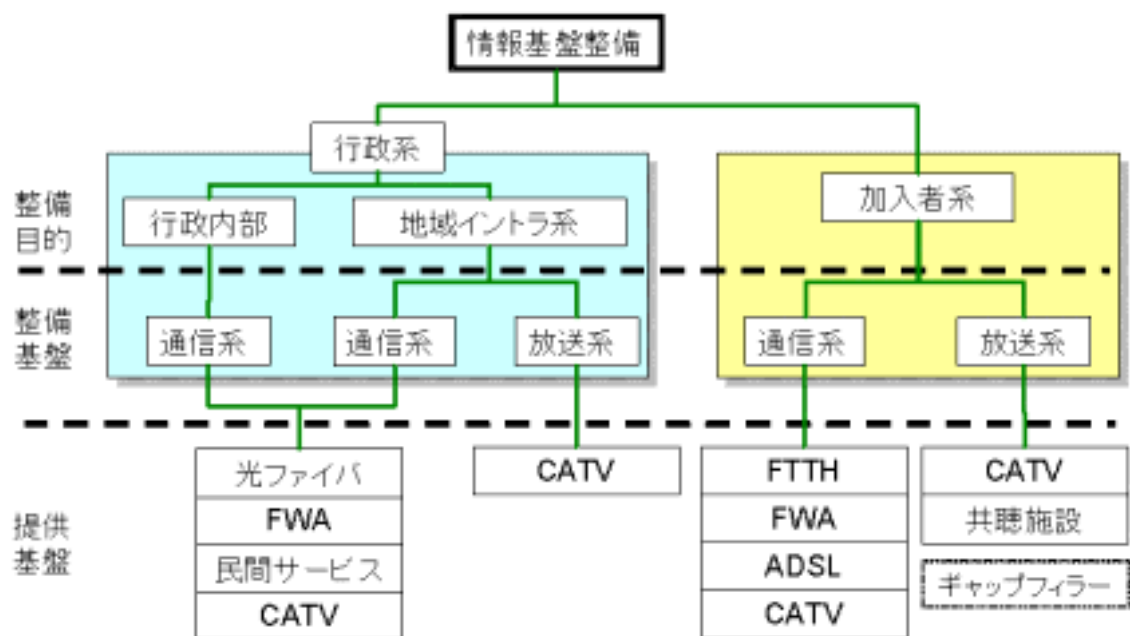 情報基盤整備
行政系
整備
目的
行政内部
地域イントラ系
加入者系
整備
基盤
通信系
通信系
放送系
通信系
放送系
提供
基盤
光ファイバ
FWA
民間サービス
CATV
CATV
FTTH
FWA
ADSL
CATV
CATV
共聴施設
ギャップフィラー